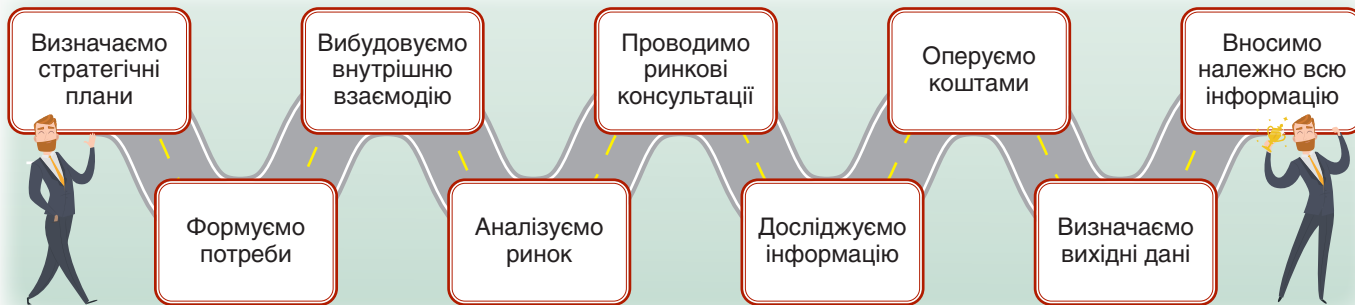 Визначаємо
стратегічні
плани
Формуємо
потреби
Вибудовуємо
внутрішню
взаємодію
Аналізуємо
ринок
Проводимо
ринкові
консультації
Досліджуємо
інформацію
Оперуємо
коштами
Визначаємо
вихідні дані
Вносимо
належно всю
інформацію